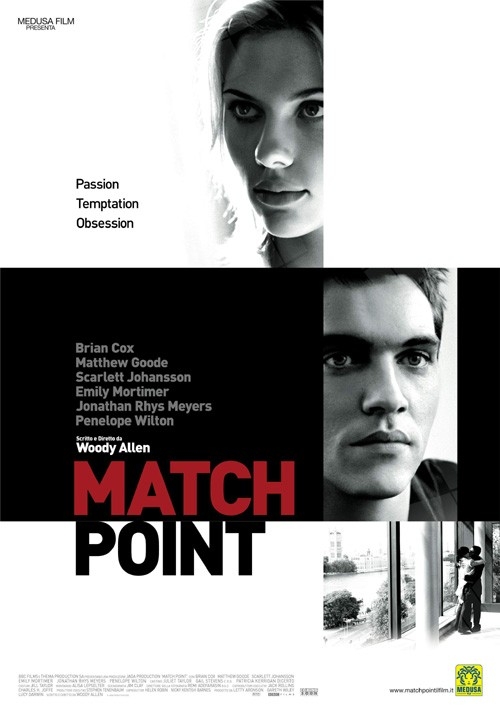 MEDUSA FILM
PRESENTA
Passion
Temptation
Obsession
Brian Cox
Matthew Goode
Scarlett Johansson
Emily Mortimer
Jonathan Rhys Meyers
Penelope Wilton
Scritto e Diretto da
Woody Allen
MATCH
POINT
www.matchpointilfilm.it
MEDUSA